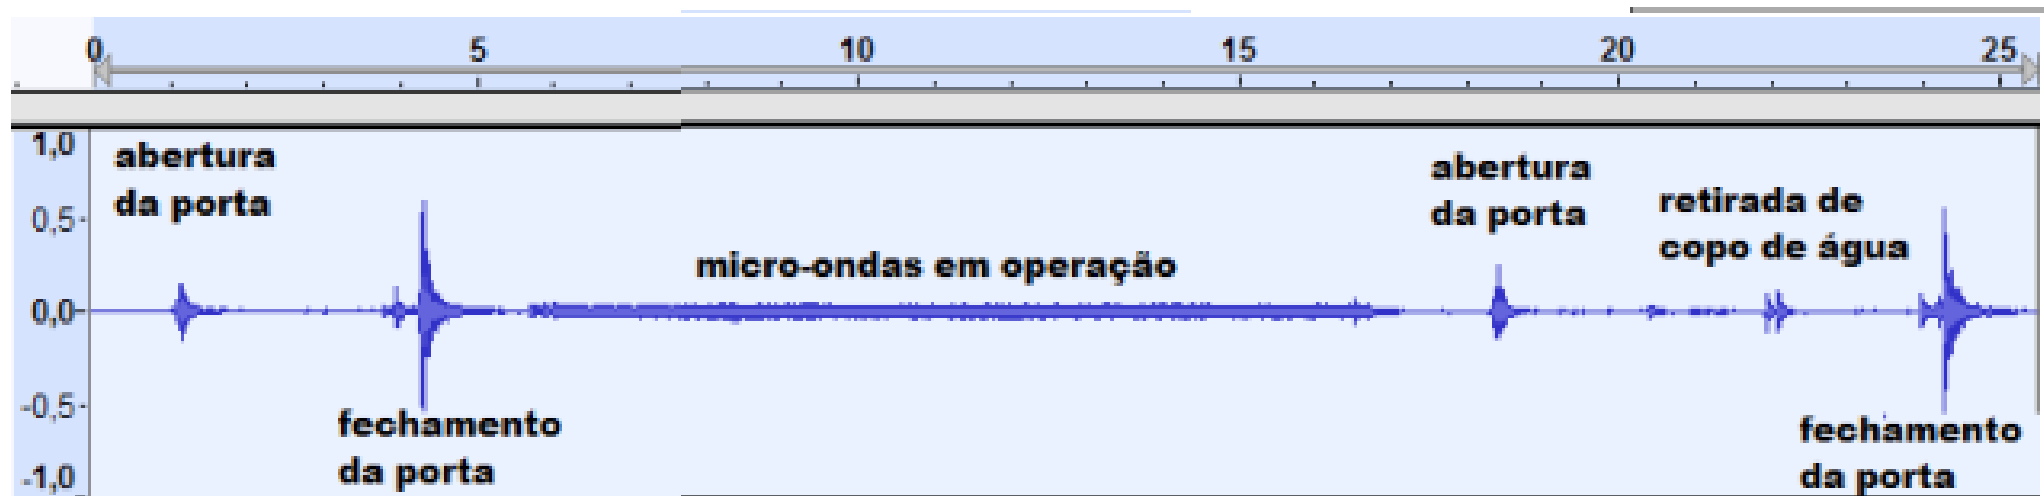 0 5 10 15 20 25
1,0
abertura
da porta
abertura
da porta
retirada de
copo de água
0,5
micro-ondas em operação
0,0
-0,5
fechamento
da porta
fechamento
da porta
-1,0